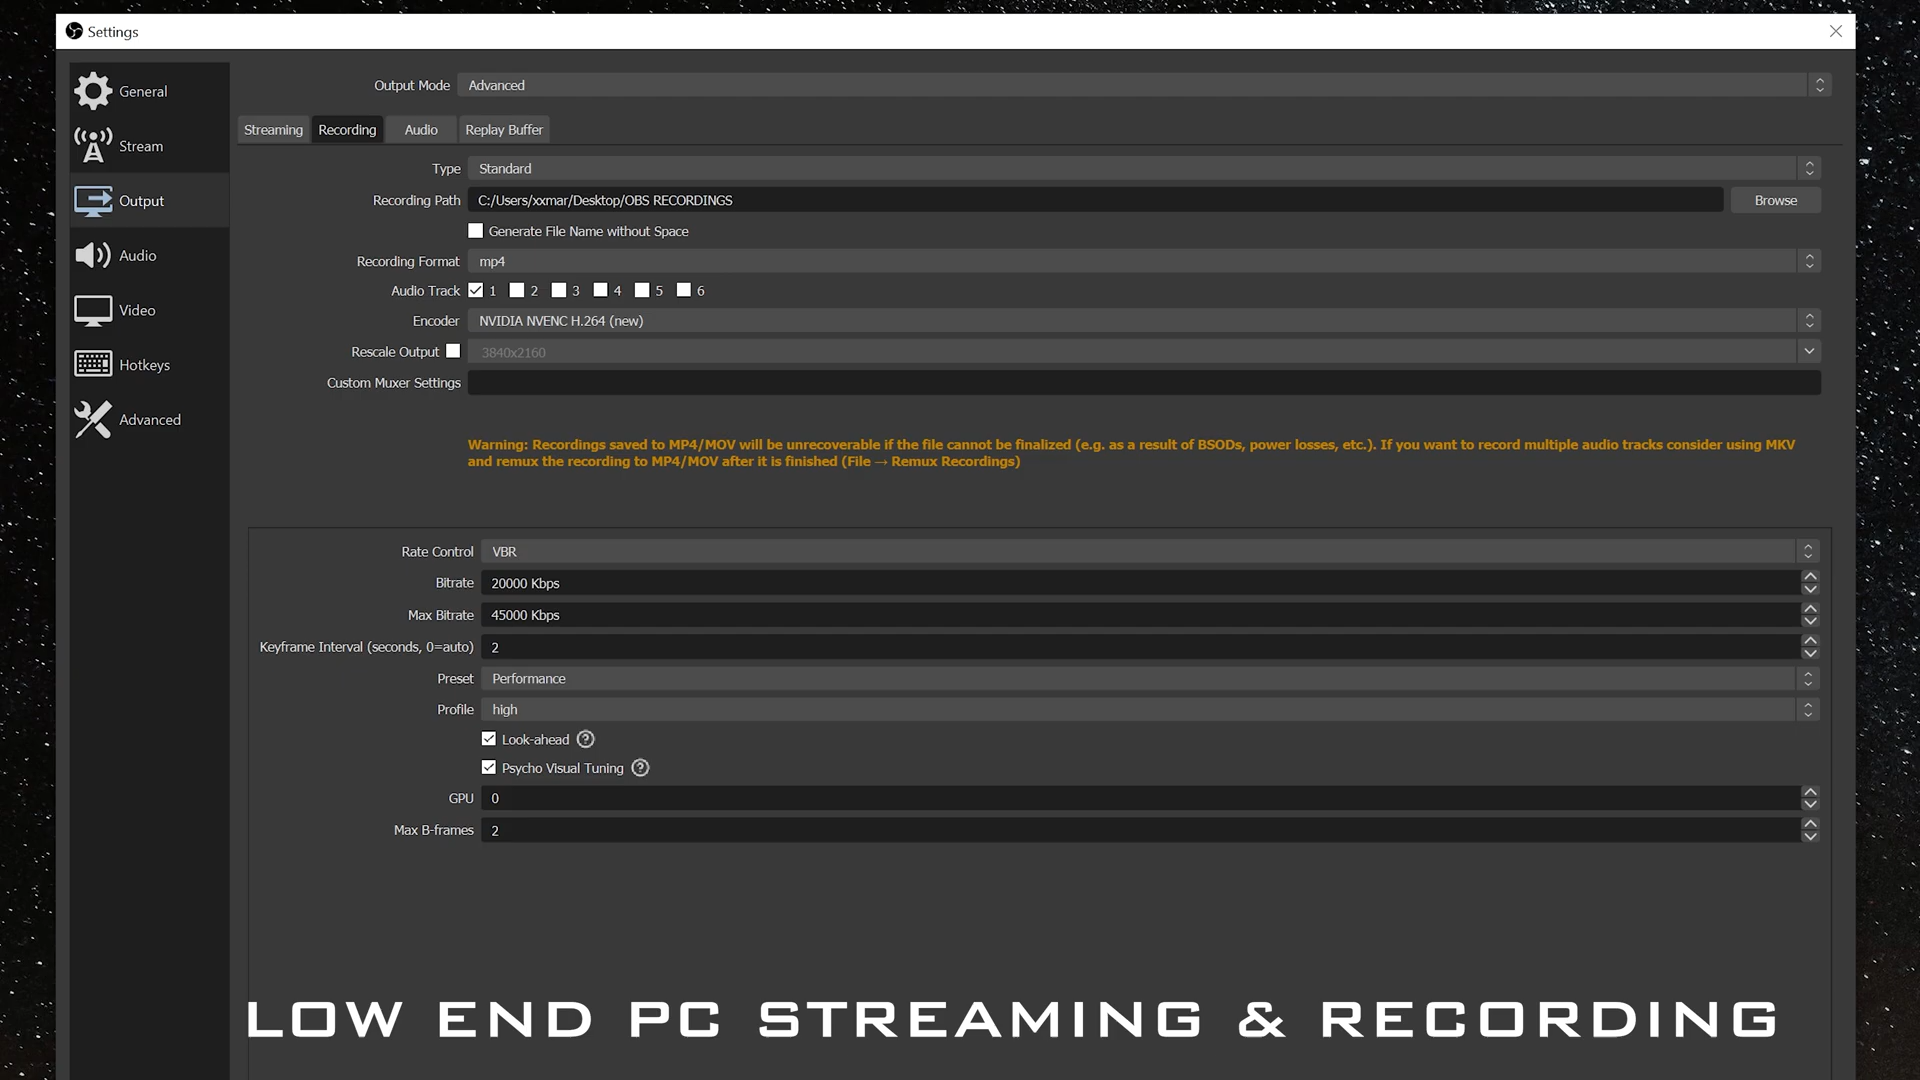 Settings
General
Stream
Output
Audio
Video
Hotkeys
Advanced
Output Mode Advanced
Streaming Recording Audio Replay Buffer
Type Standard
Recording Path C:/Users/xxmar/Desktop/OBS RECORDINGS Browse
Generate File Name without Space
Recording Format mp4
Audio Track 1 2 3 4 5 6
Encoder NVIDIA NVENC H.264 (new)
Rescale Output 3840x2160
Custom Muxer Settings
Warning: Recordings saved to MP4/MOV will be unrecoverable if the file cannot be finalized (e.g. as a result of BSODs, power losses, etc.). If you want to record multiple audio tracks consider using MKV
and remux the recording to MP4/MOV after it is finished (File → Remux Recordings)
Rate Control VBR
Bitrate 20000 Kbps
Max Bitrate 45000 Kbps
Keyframe Interval (seconds, 0=auto) 2
Preset Performance
Profile high
Look-ahead ?
Psycho Visual Tuning ?
GPU 0
Max B-frames 2
LOW END PC STREAMING & RECORDING